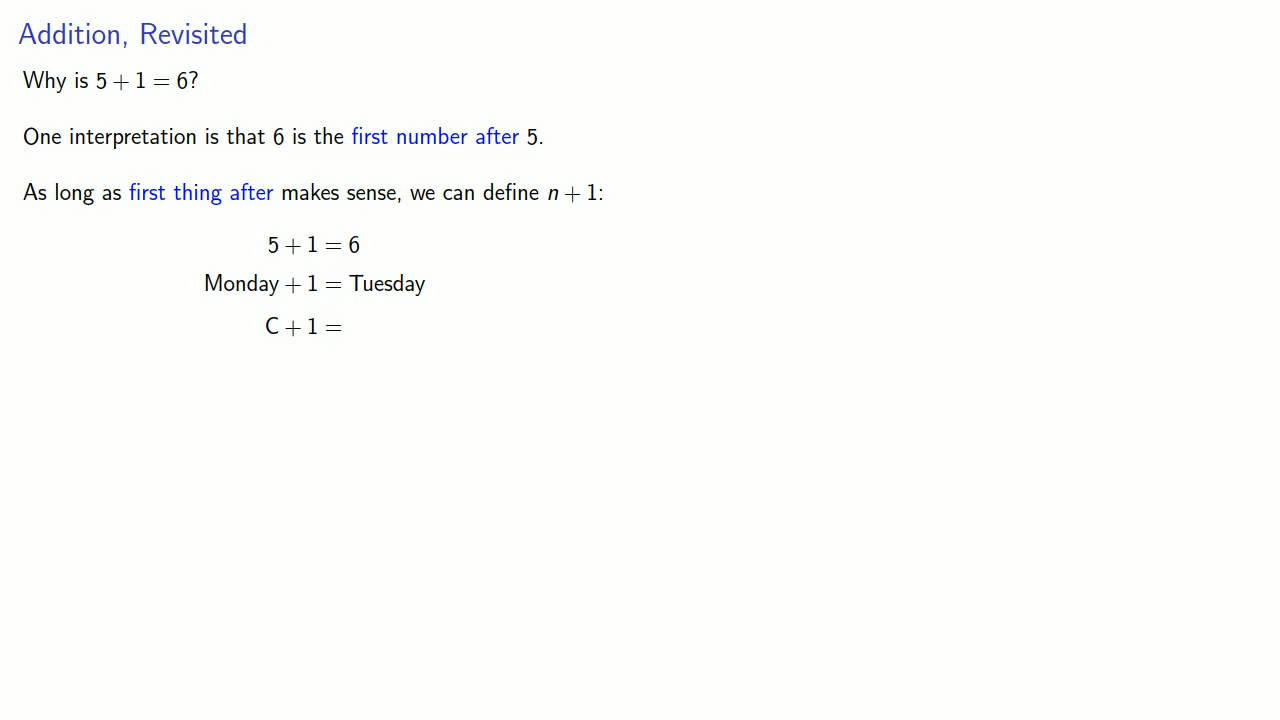 Addition, Revisited
Why is 5 + 1 = 6?
One interpretation is that 6 is the first number after 5.
As long as first thing after makes sense, we can define n + 1:
5 + 1 = 6
Monday + 1 = Tuesday
C + 1 =